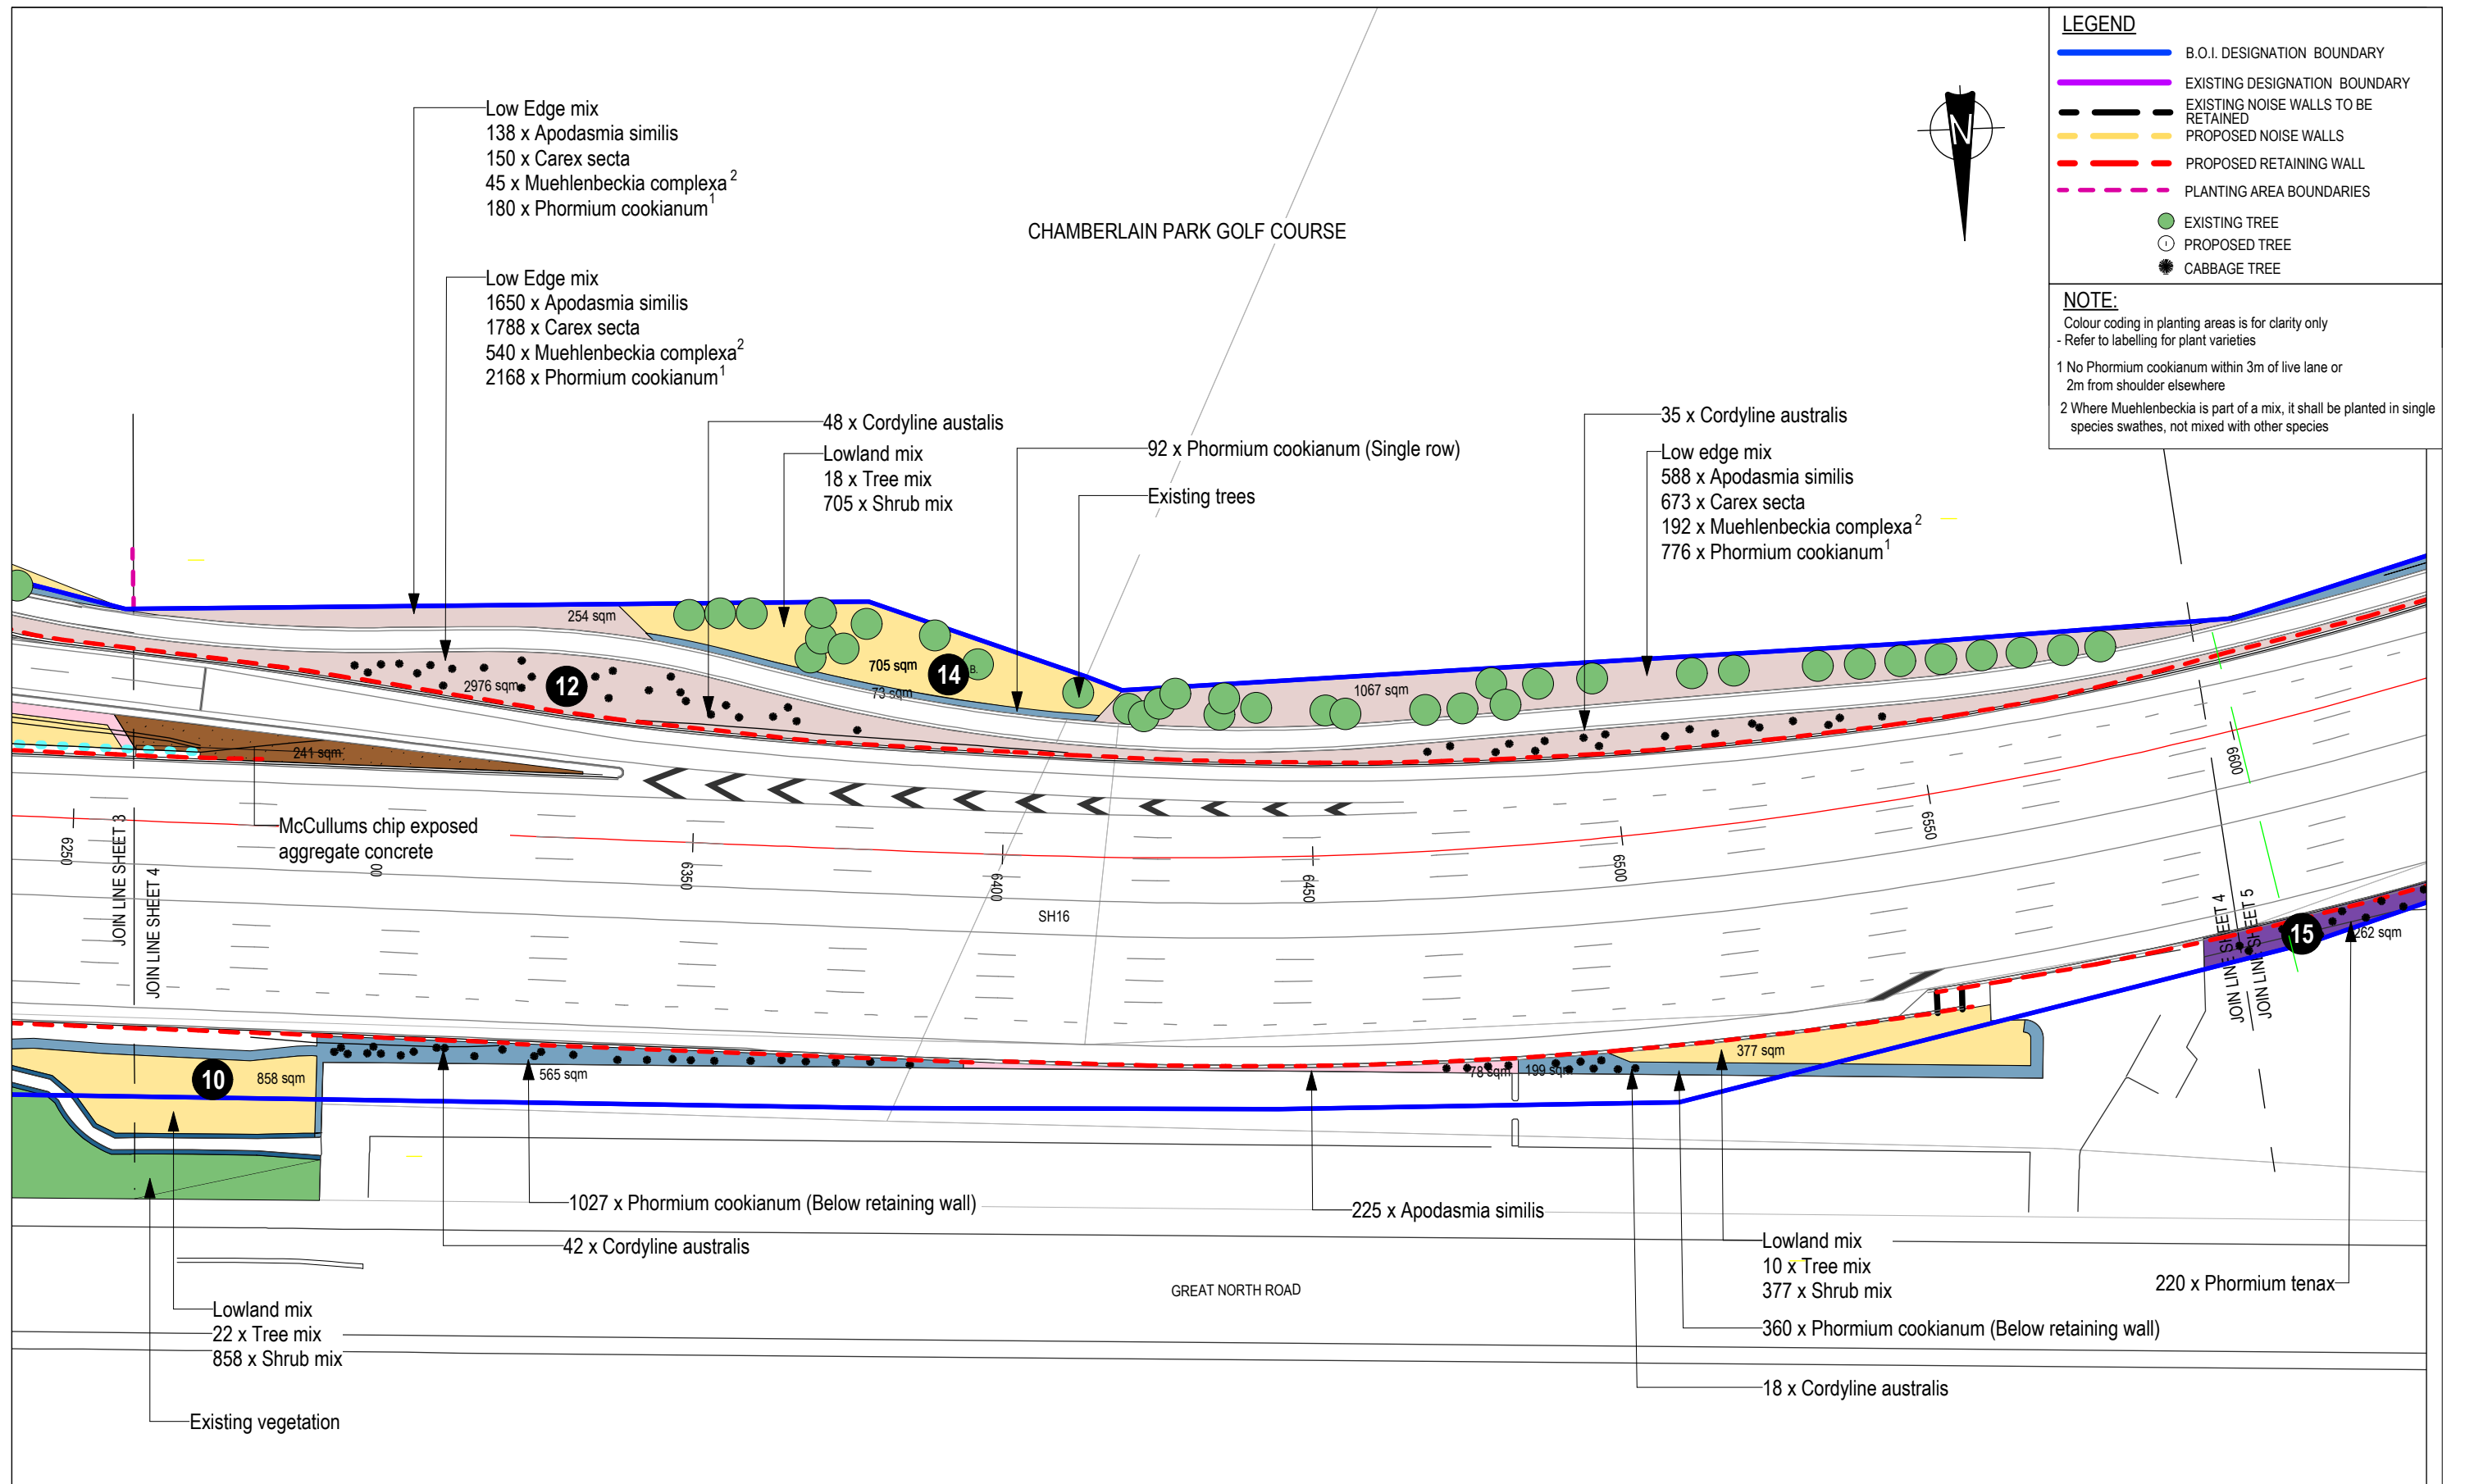 LEGEND
B.O.I. DESIGNATION BOUNDARY
EXISTING DESIGNATION BOUNDARY
EXISTING NOISE WALLS TO BE
RETAINED
PROPOSED NOISE WALLS
PROPOSED RETAINING WALL
PLANTING AREA BOUNDARIES
EXISTING TREE
PROPOSED TREE
CABBAGE TREE
NOTE:
Colour coding in planting areas is for clarity only
- Refer to labelling for plant varieties
1 No Phormium cookianum within 3m of live lane or
2m from shoulder elsewhere
2 Where Muehlenbeckia is part of a mix, it shall be planted in single
species swathes, not mixed with other species
N
Low Edge mix
138 x Apodasmia similis
150 x Carex secta
45 x Muehlenbeckia complexa 2
180 x Phormium cookianum 1
CHAMBERLAIN PARK GOLF COURSE
Low Edge mix
1650 x Apodasmia similis
1788 x Carex secta
540 x Muehlenbeckia complexa 2
2168 x Phormium cookianum 1
48 x Cordyline austalis
Lowland mix
18 x Tree mix
705 x Shrub mix
92 x Phormium cookianum (Single row)
Existing trees
35 x Cordyline australis
Low edge mix
588 x Apodasmia similis
673 x Carex secta
192 x Muehlenbeckia complexa 2
776 x Phormium cookianum 1
254 sqm
705 sqm
14
B.
73 sqm
2976 sqm
12
1067 sqm
241 sqm
McCullums chip exposed
aggregate concrete
6250
JOIN LINE SHEET 3
JOIN LINE SHEET 4
00
6350
6400
6450
6500
6550
6600
SH16
JOIN LINE SHEET 4
JOIN LINE SHEET 5
15
262 sqm
10
858 sqm
565 sqm
78 sqm
199 sqm
377 sqm
1027 x Phormium cookianum (Below retaining wall)
42 x Cordyline australis
225 x Apodasmia similis
Lowland mix
10 x Tree mix
377 x Shrub mix
220 x Phormium tenax
360 x Phormium cookianum (Below retaining wall)
18 x Cordyline australis
GREAT NORTH ROAD
Lowland mix
22 x Tree mix
858 x Shrub mix
Existing vegetation